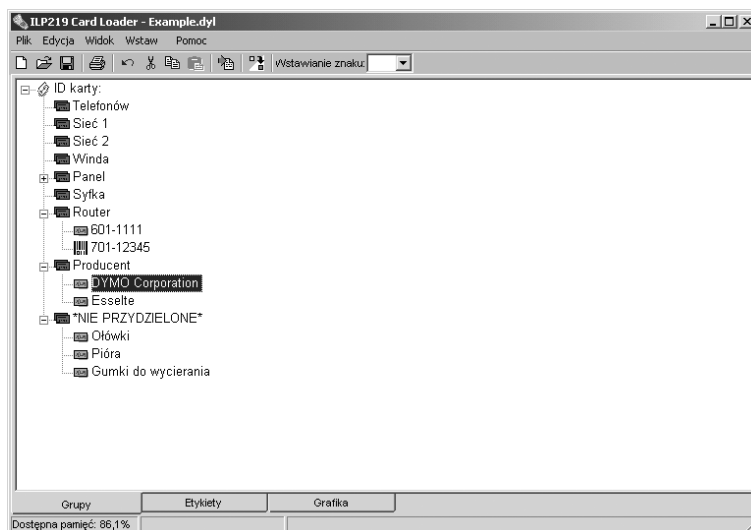 ILP219 Card Loader - Example.dyl
Plik Edycja Widok Wstaw Pomoc
Wstawianie znaku:
ID karty:
Telefonów
Sieć 1
Sieć 2
Winda
Panel
Syfka
Router
601-1111
701-12345
Producent
DYMO Corporation
Esselte
*NIE PRZYDZIELONE*
Ołówki
Pióra
Gumki do wycierania
Grupy Etykiety Grafika
Dostępna pamięć: 86,1%